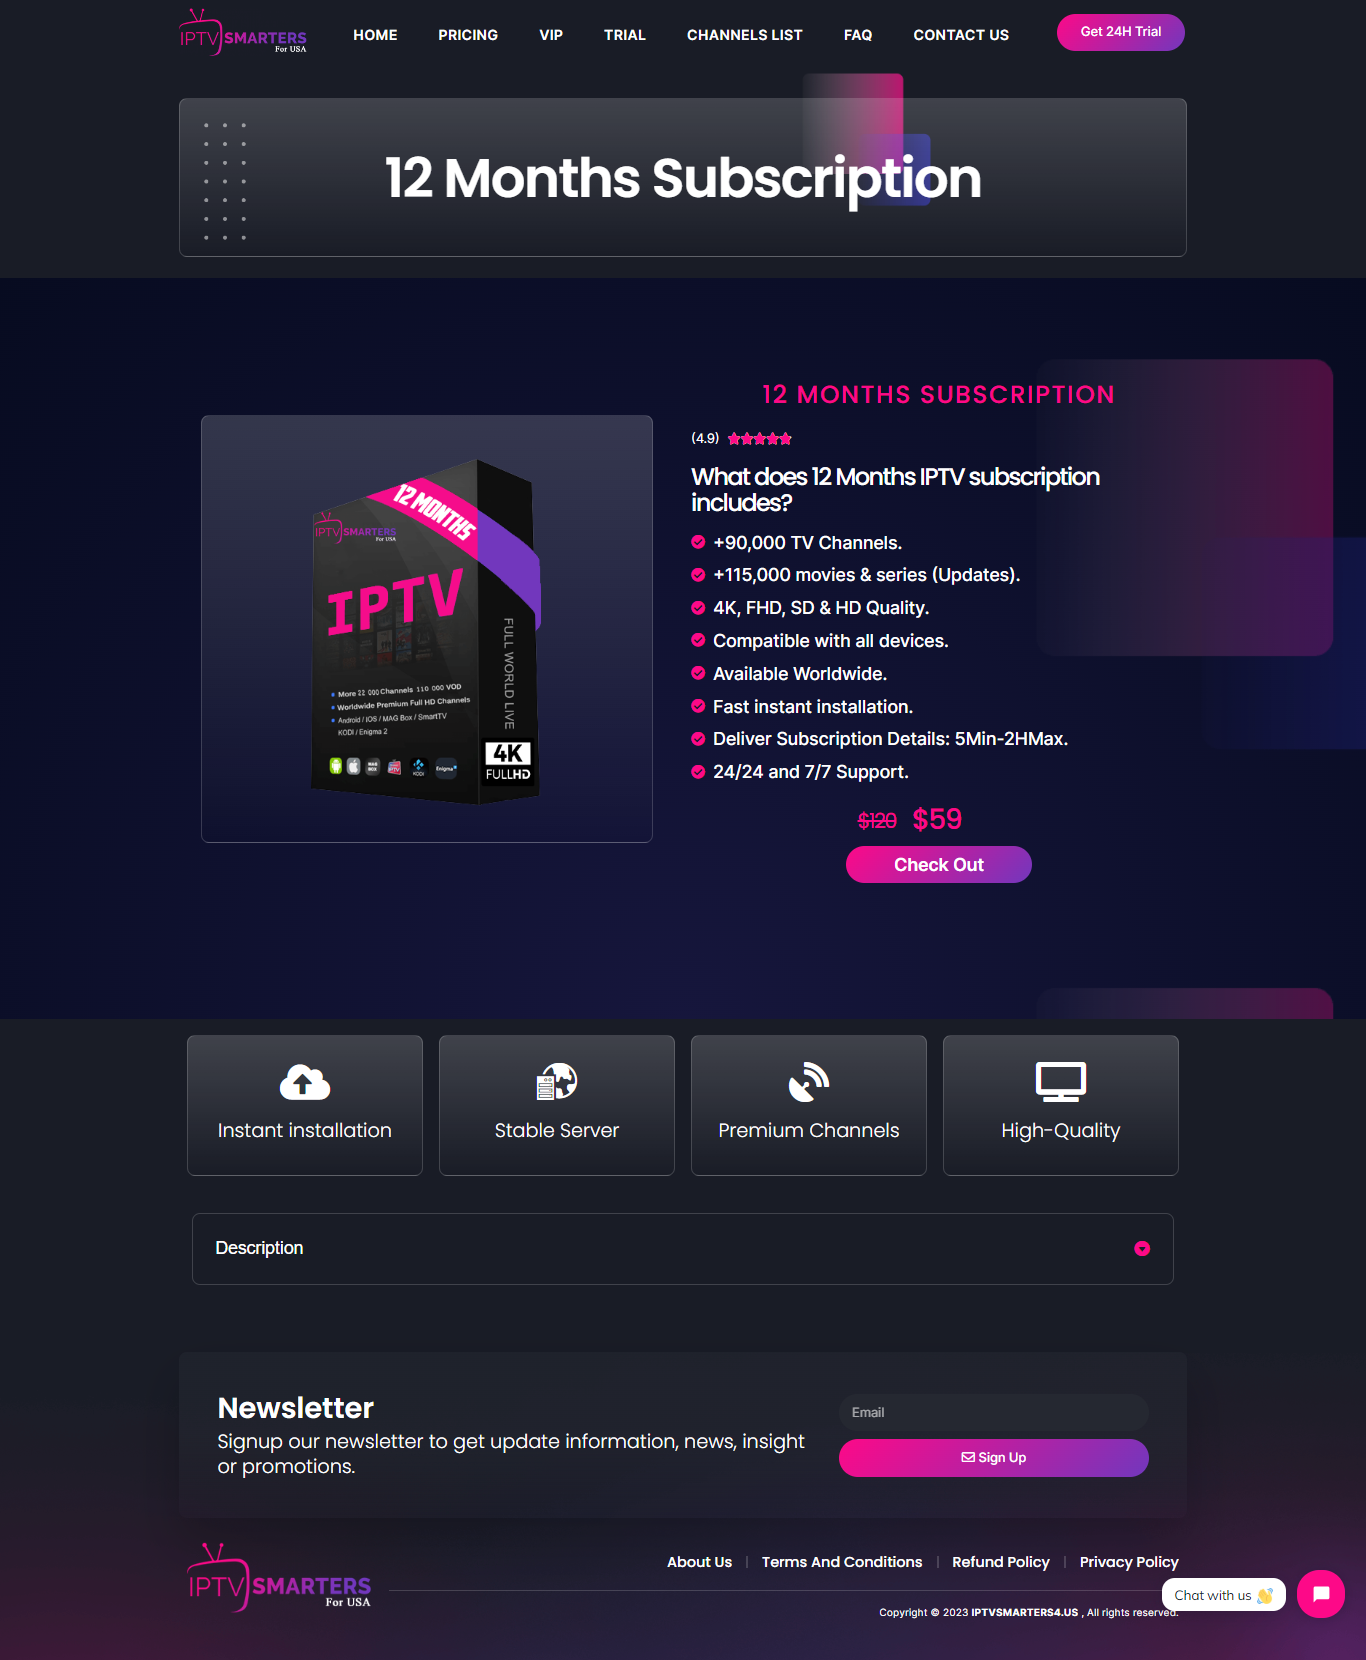 IPTV SMARTERS
For USA
HOME
PRICING
VIP
TRIAL
CHANNELS LIST
FAQ
CONTACT US
Get 24H Trial
12 Months Subscription
12 MONTHS
IPTV SMARTERS
For USA
IPTV
More 22 000 Channels 110 000 VOD
Worldwide Premium Full HD Channels
Android / IOS / MAG Box / SmartTV
KODI / Enigma 2
FULL WORLD LIVE
4K
FULLHD
KODI
12 MONTHS SUBSCRIPTION
(4.9)
What does 12 Months IPTV subscription
includes?
+90,000 TV Channels.
+115,000 movies & series (Updates).
4K, FHD, SD & HD Quality.
Compatible with all devices.
Available Worldwide.
Fast instant installation.
Deliver Subscription Details: 5Min-2HMax.
24/24 and 7/7 Support.
$120 $59
Check Out
Instant installation
Stable Server
Premium Channels
High-Quality
Description
Newsletter
Signup our newsletter to get update information, news, insight
or promotions.
Email
Sign Up
IPTV SMARTERS
For USA
About Us
Terms And Conditions
Refund Policy
Privacy Policy
Chat with us 👋
Copyright © 2023 IPTVSMARTERS4.US , All rights reserved.